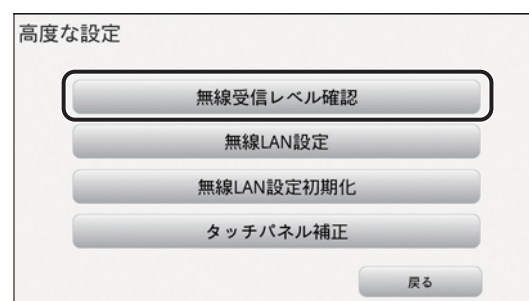 高度な設定
無線受信レベル確認
無線LAN設定
無線LAN設定初期化
タッチパネル補正
戻る